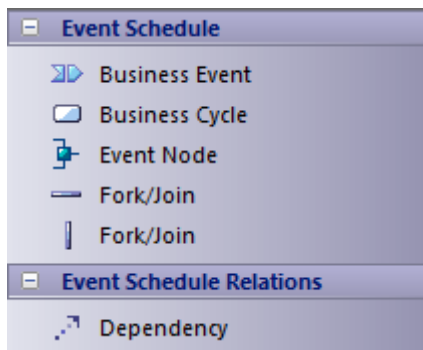 Event Schedule
Business Event
Business Cycle
Event Node
Fork/Join
Fork/Join
Event Schedule Relations
Dependency